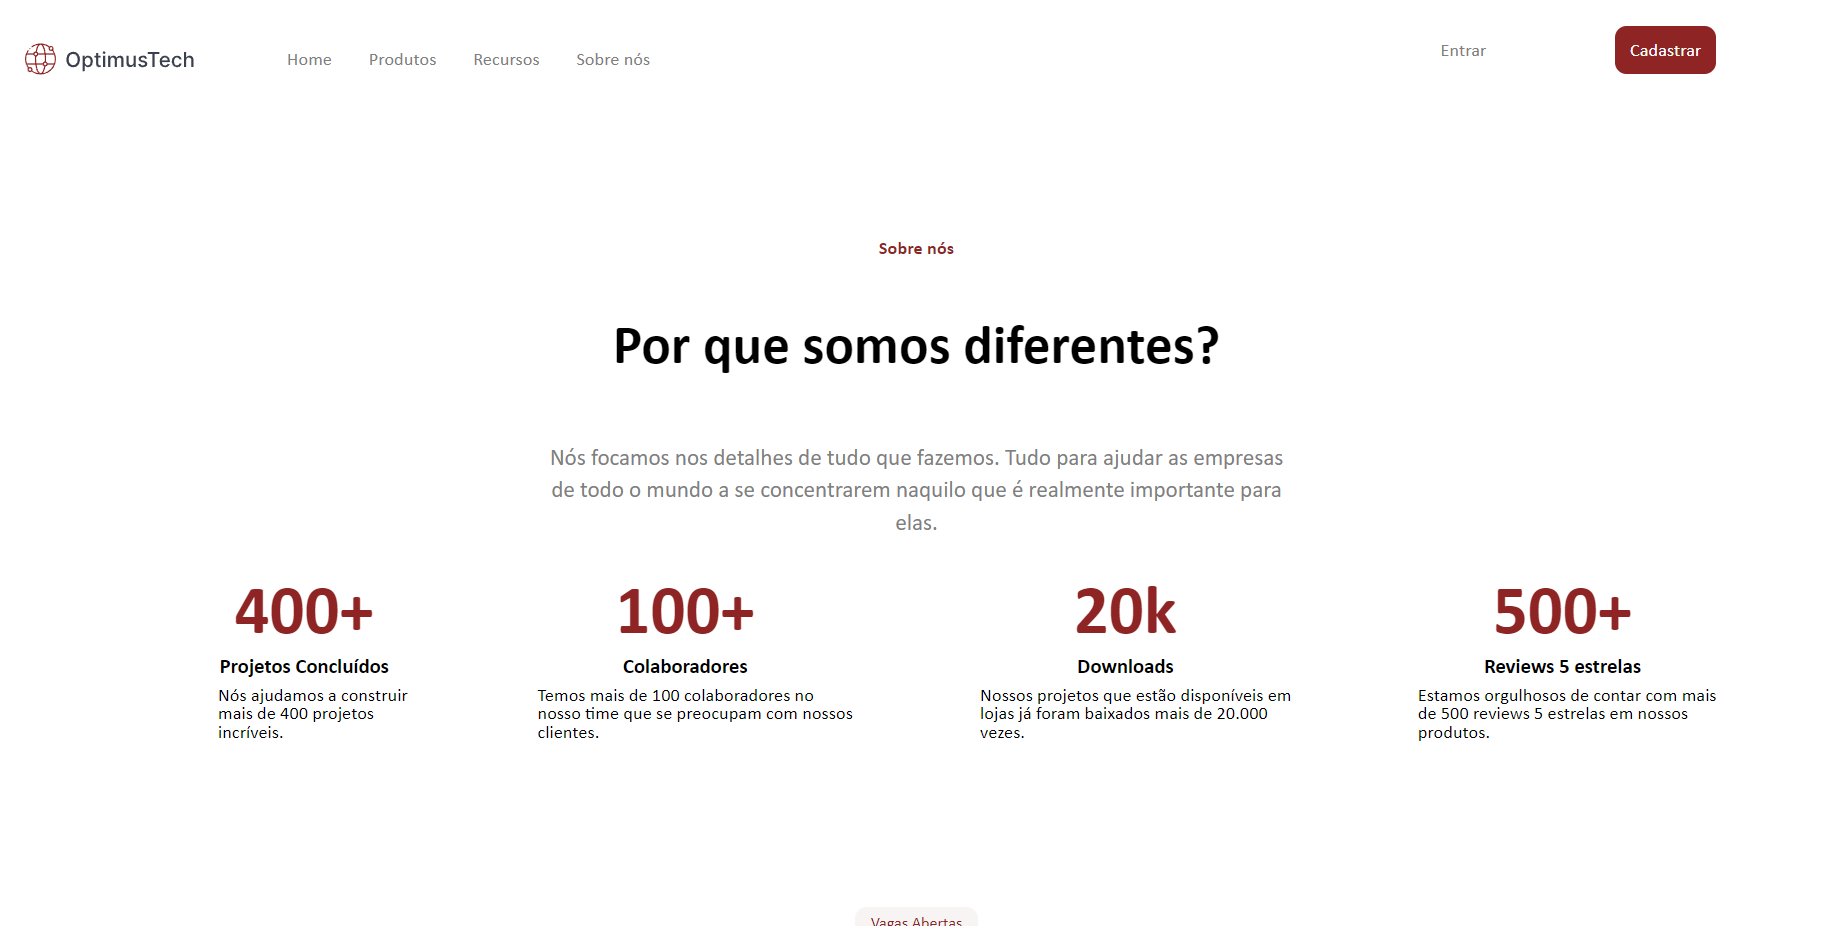 OptimusTech
Home
Produtos
Recursos
Sobre nós
Entrar
Cadastrar
Sobre nós
Por que somos diferentes?
Nós focamos nos detalhes de tudo que fazemos. Tudo para ajudar as empresas
de todo o mundo a se concentrarem naquilo que é realmente importante para
elas.
400+
Projetos Concluídos
Nós ajudamos a construir
mais de 400 projetos
incríveis.
100+
Colaboradores
Temos mais de 100 colaboradores no
nosso time que se preocupam com nossos
clientes.
20k
Downloads
Nossos projetos que estão disponíveis em
lojas já foram baixados mais de 20.000
vezes.
500+
Reviews 5 estrelas
Estamos orgulhosos de contar com mais
de 500 reviews 5 estrelas em nossos
produtos.
Vagas Abertas